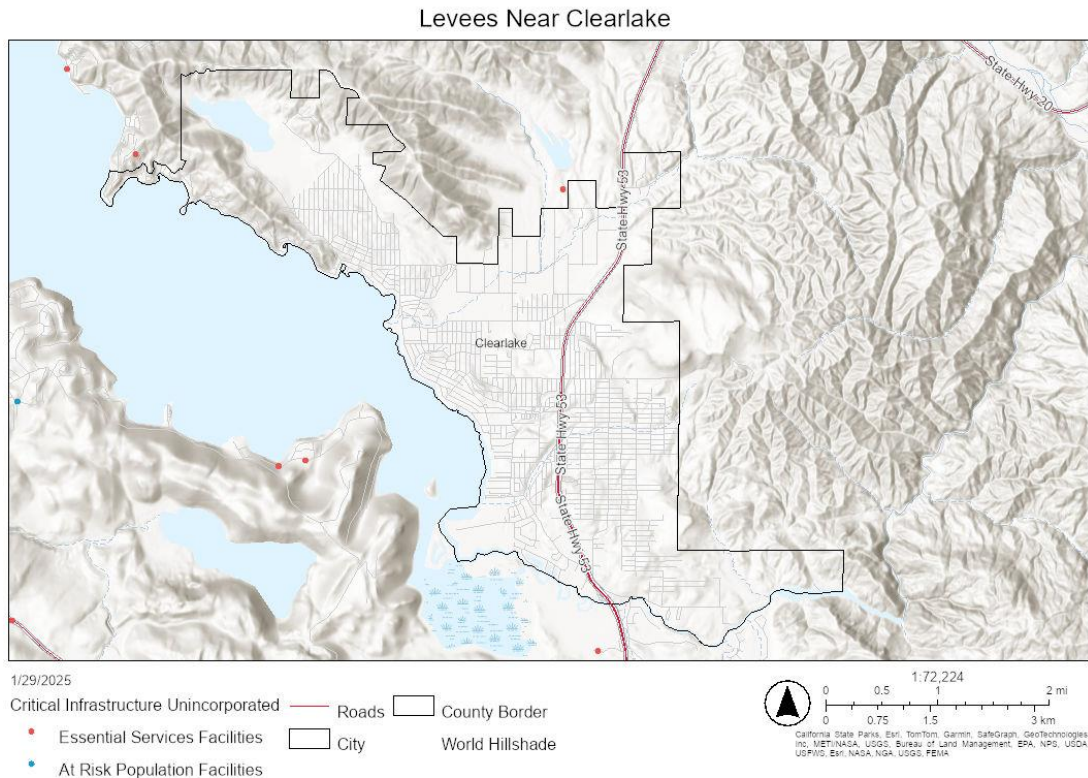 Levees Near Clearlake
State Hwy 20
State Hwy 53
Clearlake
State Hwy 53
State Hwy 53
State Hwy 53
1/29/2025
1:72,224
Critical Infrastructure Unincorporated
Roads
County Border
0 0.5 1 2 mi
Essential Services Facilities
City
World Hillshade
0 0.75 1.5 3 km
At Risk Population Facilities
California State Parks, Esri, TomTom, Garmin, SafeGraph, GeoTechnologies
Inc, METI/NASA, USGS, Bureau of Land Management, EPA, NPS, USDA,
USFWS, Esri, NASA, NGA, USGS, FEMA